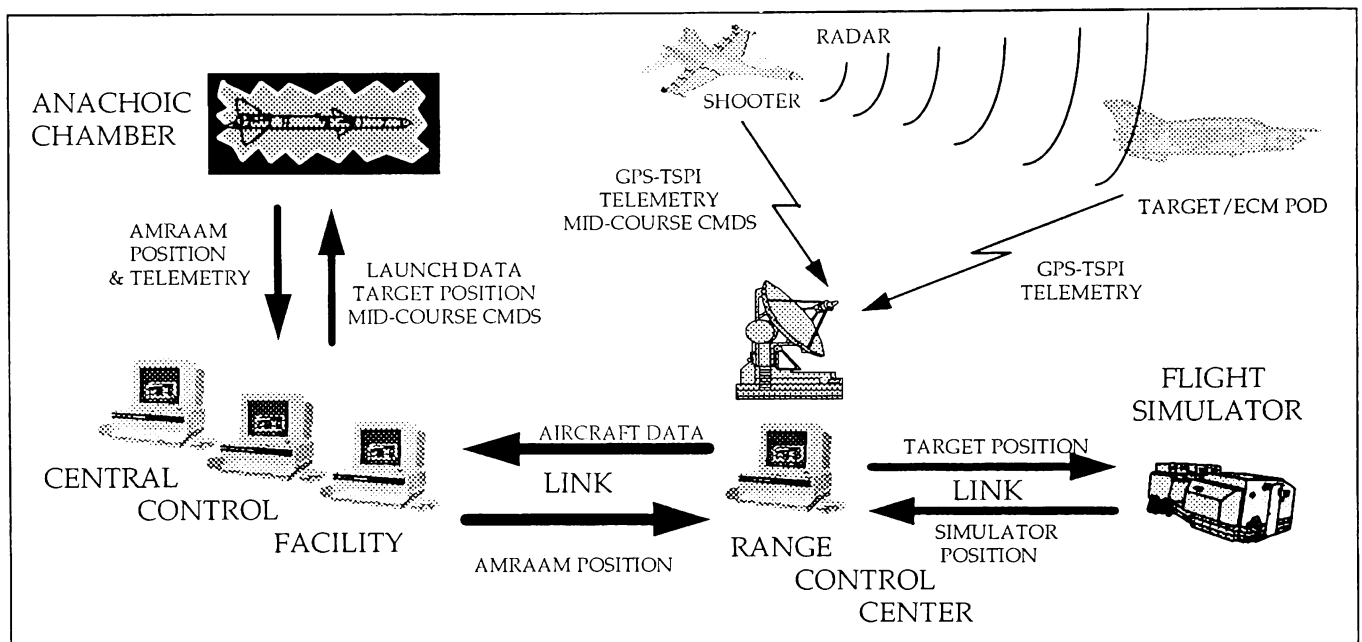 ANACHOIC
CHAMBER
RADAR
SHOOTER
GPS-TSPI
TELEMETRY
MID-COURSE CMDS
TARGET/ECM POD
GPS-TSPI
TELEMETRY
AMRAAM
POSITION
& TELEMETRY
LAUNCH DATA
TARGET POSITION
MID-COURSE CMDS
FLIGHT
SIMULATOR
CENTRAL
CONTROL
FACILITY
AIRCRAFT DATA
LINK
AMRAAM POSITION
RANGE
CONTROL
CENTER
TARGET POSITION
LINK
SIMULATOR
POSITION